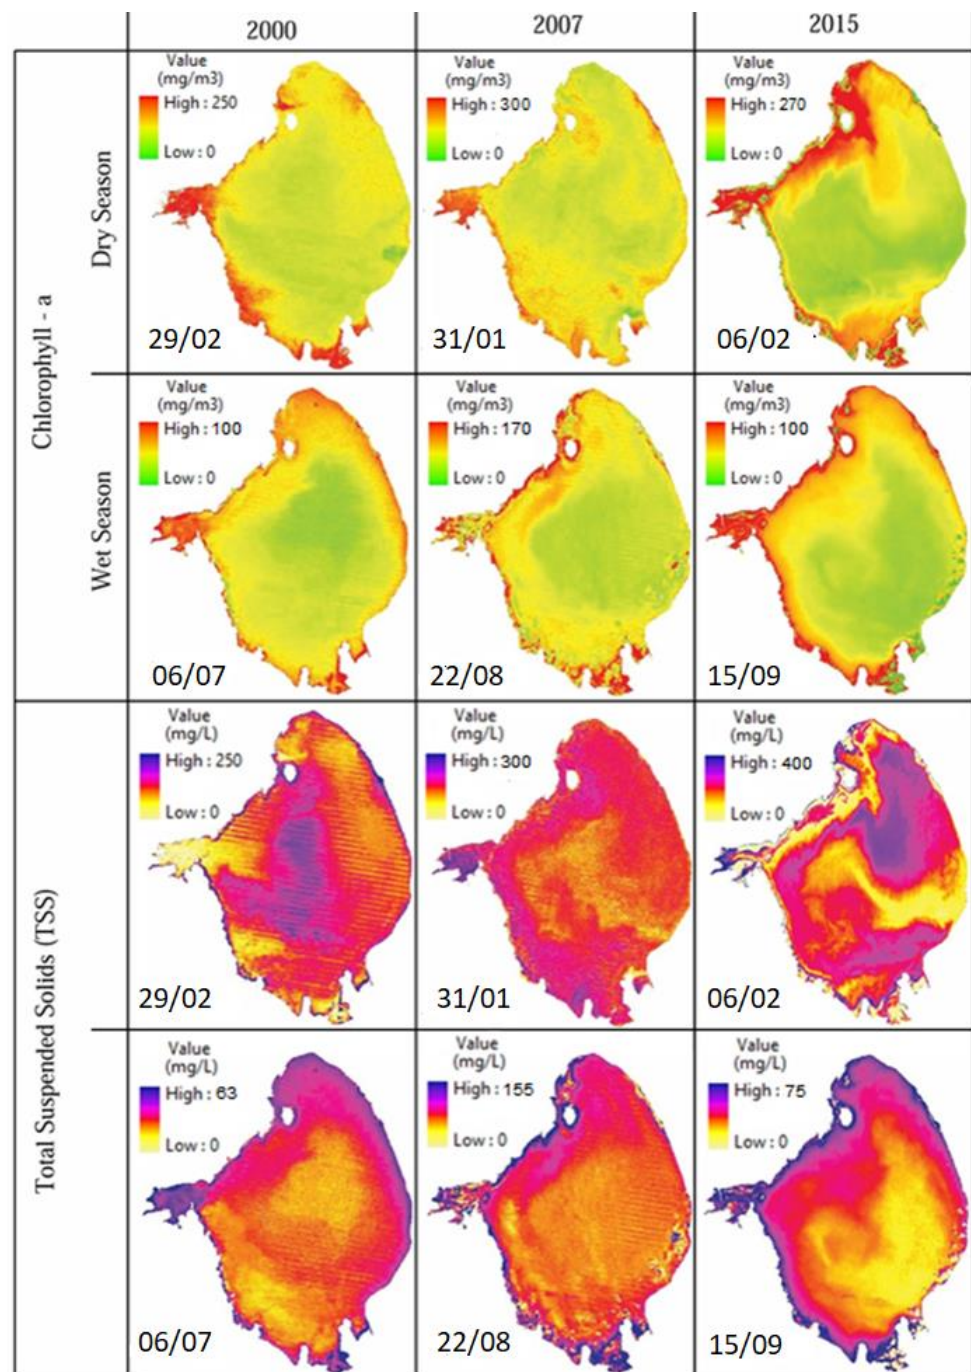 2000 2007 2015
Chlorophyll - a
Dry Season
Value
(mg/m3)
High : 250
Low : 0
29/02
Value
(mg/m3)
High : 300
Low : 0
31/01
Value
(mg/m3)
High : 270
Low : 0
06/02
Wet Season
Value
(mg/m3)
High : 100
Low : 0
06/07
Value
(mg/m3)
High : 170
Low : 0
22/08
Value
(mg/m3)
High : 100
Low : 0
15/09
Total Suspended Solids (TSS)
Value
(mg/L)
High : 250
Low : 0
29/02
Value
(mg/L)
High : 300
Low : 0
31/01
Value
(mg/L)
High : 400
Low : 0
06/02
Value
(mg/L)
High : 63
Low : 0
06/07
Value
(mg/L)
High : 155
Low : 0
22/08
Value
(mg/L)
High : 75
Low : 0
15/09